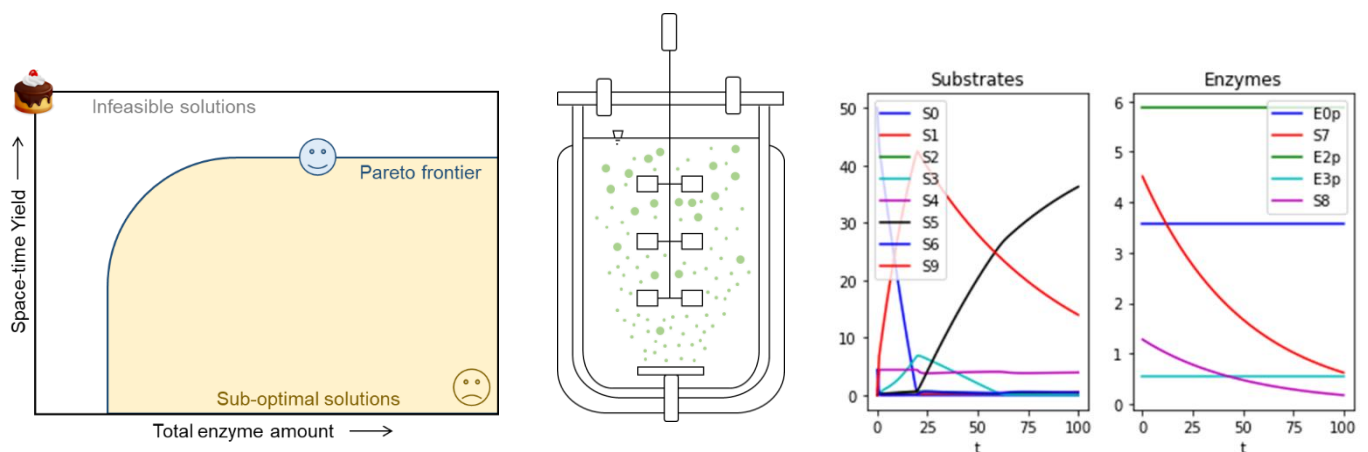 Infeasible solutions
Pareto frontier
Sub-optimal solutions
Space-time Yield
Total enzyme amount
Substrates
50
40
30
20
10
0
S0
S1
S2
S3
S4
S5
S6
S9
0 25 50 75 100
t
Enzymes
6
5
4
3
2
1
0
E0p
S7
E2p
E3p
S8
0 25 50 75 100
t